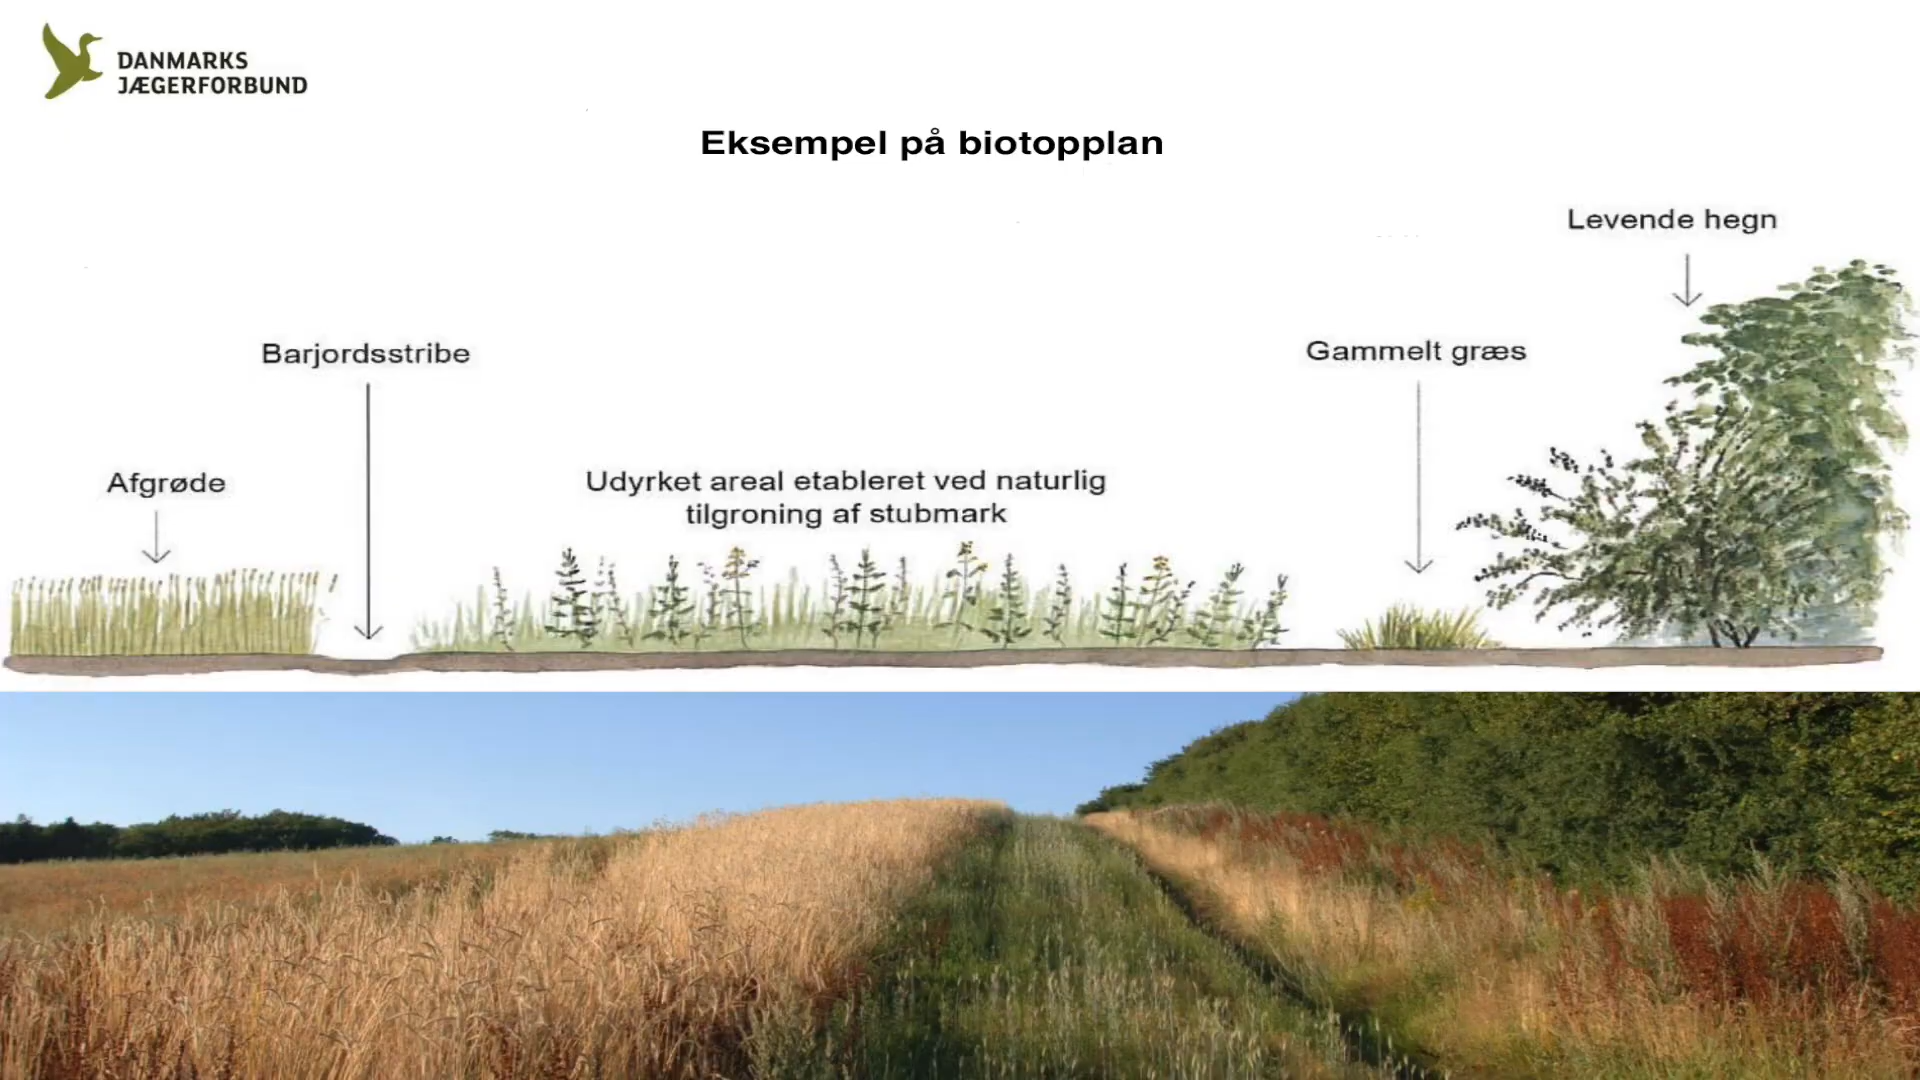 DANMARKS
JÆGERFORBUND
Eksempel på biotopplan
Levende hegn
Barjordsstribe
Gammelt græs
Afgrøde
Udyrket areal etableret ved naturlig
tilgroning af stubmark